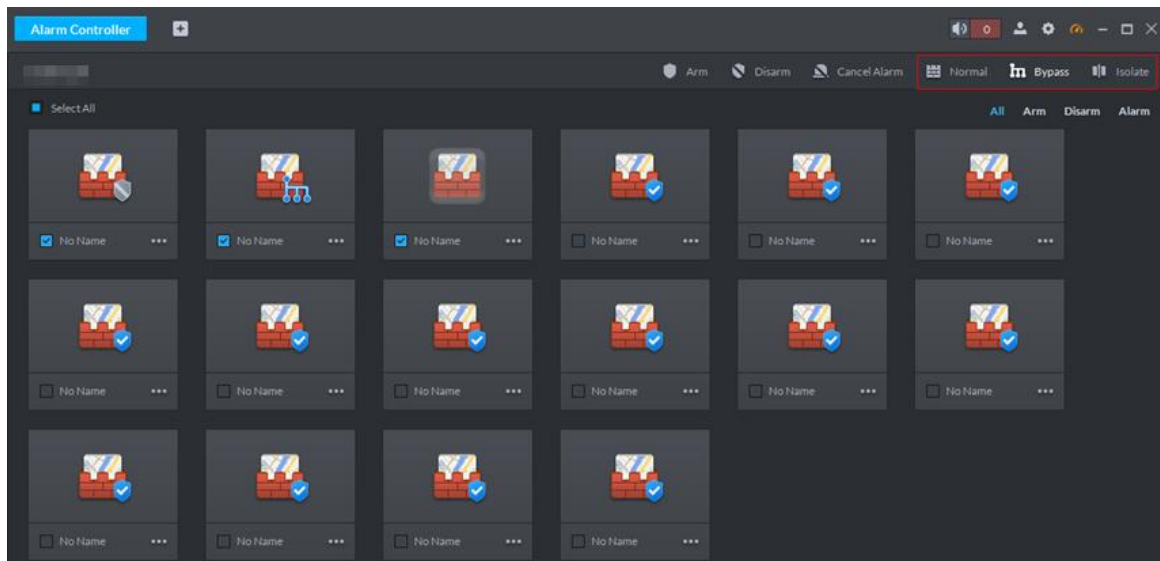 Alarm Controller
0
Arm Disarm Cancel Alarm Normal Bypass Isolate
Select All
All Arm Disarm Alarm
No Name No Name No Name No Name No Name No Name
No Name No Name No Name No Name No Name No Name
No Name No Name No Name No Name